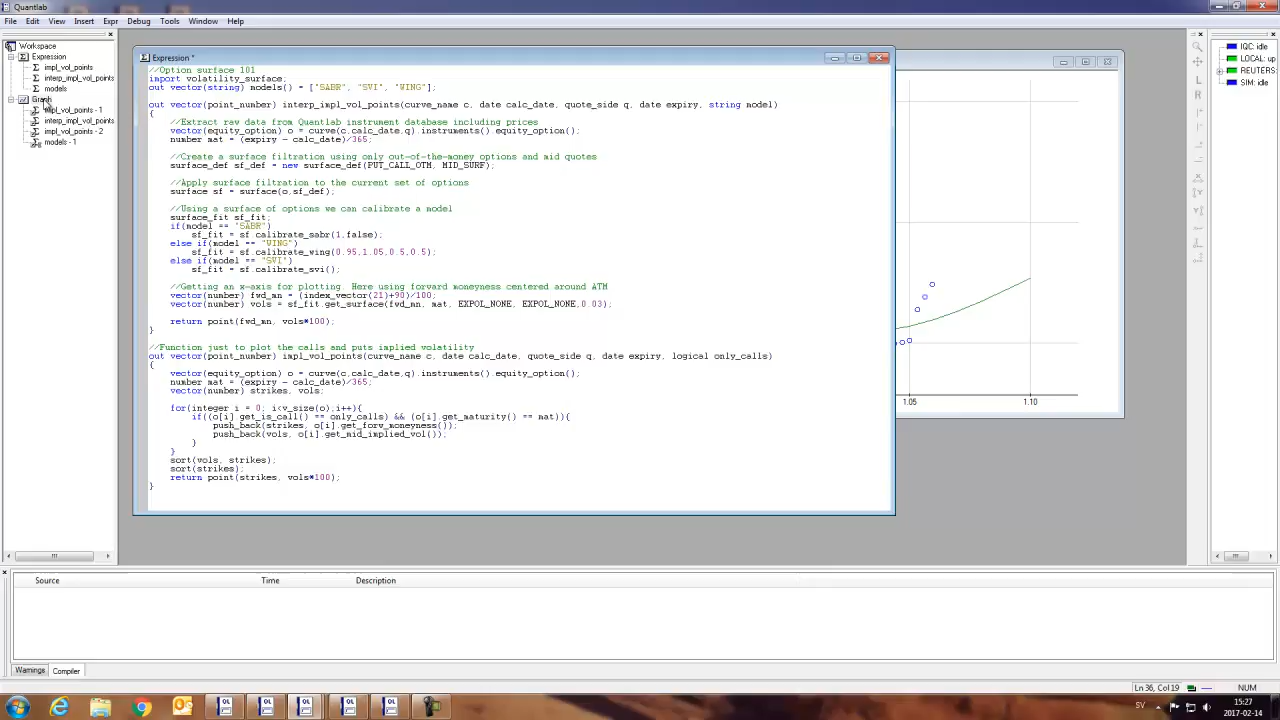 Quantlab
File Edit View Insert Expr Debug Tools Window Help
Workspace
Expression
impl_vol_points
interp_impl_vol_points
models
Graph
impl_vol_points - 1
interp_impl_vol_points
impl_vol_points - 2
models - 1
Expression *
//Option surface 101
import volatility_surface;
out vector(string) models() = ["SABR", "SVI", "WING"];
out vector(point_number) interp_impl_vol_points(curve_name c, date calc_date, quote_side q, date expiry, string model)
{
//Extract raw data from Quantlab instrument database including prices
vector(equity_option) o = curve(c,calc_date,q).instruments().equity_option();
number mat = (expiry - calc_date)/365;
//Create a surface filtration using only out-of-the-money options and mid quotes
surface_def sf_def = new surface_def(PUT_CALL_OTM, MID_SURF);
//Apply surface filtration to the current set of options
surface sf = surface(o,sf_def);
//Using a surface of options we can calibrate a model
surface_fit sf_fit;
if(model == "SABR")
sf_fit = sf.calibrate_sabr(1,false);
else if(model == "WING")
sf_fit = sf.calibrate_wing(0.95,1.05,0.5,0.5);
else if(model == "SVI")
sf_fit = sf.calibrate_svi();
//Getting an x-axis for plotting. Here using forward moneyness centered around ATM
vector(number) fwd_mn = (index_vector(21)+90)/100;
vector(number) vols = sf_fit.get_surface(fwd_mn, mat, EXPOL_NONE, EXPOL_NONE,0.03);
return point(fwd_mn, vols*100);
}
//Function just to plot the calls and puts implied volatility
out vector(point_number) impl_vol_points(curve_name c, date calc_date, quote_side q, date expiry, logical only_calls)
{
vector(equity_option) o = curve(c,calc_date,q).instruments().equity_option();
number mat = (expiry - calc_date)/365;
vector(number) strikes, vols;
for(integer i = 0; i<v_size(o);i++){
if((o[i].get_is_call() == only_calls) && (o[i].get_maturity() == mat)){
push_back(strikes, o[i].get_forw_moneyness());
push_back(vols, o[i].get_mid_implied_vol());
}
}
sort(vols, strikes);
sort(strikes);
return point(strikes, vols*100);
}
1.05 1.10
IQC: idle
LOCAL: up
REUTERS:
SIM: idle
Source Time Description
Warnings Compiler
Ln 36, Col 19 NUM
SV 15:27
2017-02-14